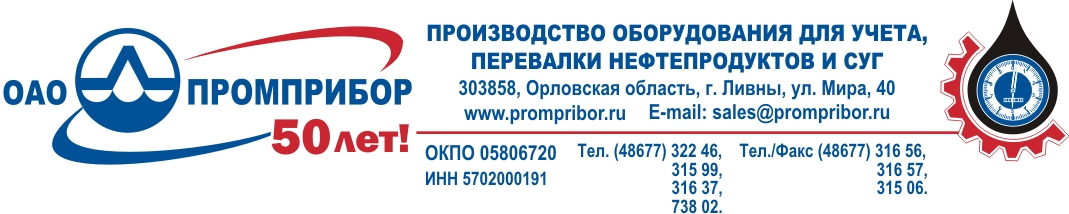 ОАО ПРОМПРИБОР
50 лет!
ПРОИЗВОДСТВО ОБОРУДОВАНИЯ ДЛЯ УЧЕТА,
ПЕРЕВАЛКИ НЕФТЕПРОДУКТОВ И СУГ
303858, Орловская область, г. Ливны, ул. Мира, 40
www.prompribor.ru E-mail: sales@prompribor.ru
ОКПО 05806720
ИНН 5702000191
Тел. (48677) 322 46,
315 99,
316 37,
738 02.
Тел./Факс (48677) 316 56,
316 57,
315 06.